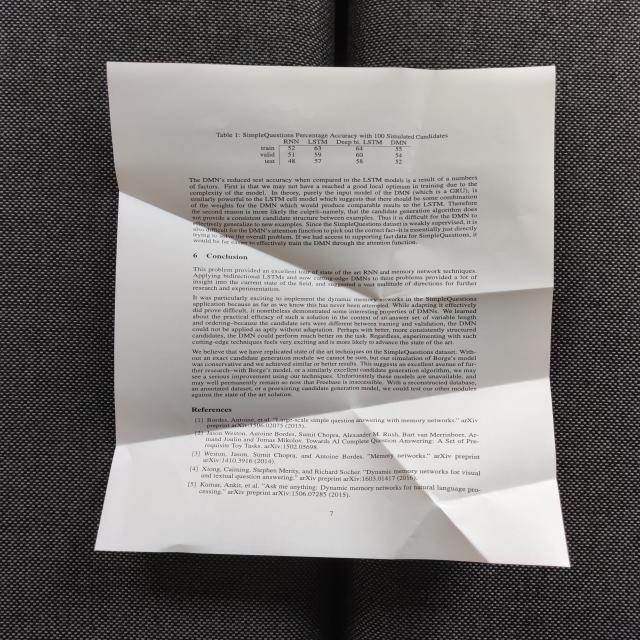 Table 1: SimpleQuestions Percentage Accuracy with 100 Simulated Candidates
RNN LSTM Deep bi. LSTM DMN
train 52 63 64 55
valid 51 59 60 54
test 48 57 58 52
The DMN's reduced test accuracy when compared to the LSTM models is a result of a numbers
of factors. First is that we may not have a reached a good local optimum in training due to the
complexity of the model. In theory, purely the input model of the DMN (which is a GRU), is
similarly powerful to the LSTM cell model which suggests that there should be some combination
of the weights for the DMN which would produce comparable results to the LSTM. Therefore
the second reason is more likely the culprit–namely, that the candidate generation algorithm does
not provide a consistant candidate structure between examples. Thus it is difficult for the DMN to
effectively generalize to new examples. Since the SimpleQuestions dataset is weakly supervised, it is
also difficult for the DMN's attention function to pick out the correct fact–it is essentially just directly
trying to solve the overall problem. If we had access to supporting fact data for SimpleQuestions, it
would be far easier to effectively train the DMN through the attention function.
6 Conclusion
This problem provided an excellent tour of state of the art RNN and memory network techniques.
Applying bidirectional LSTMs and now cutting-edge DMNs to these problems provided a lot of
insight into the current state of the field, and suggested a vast multitude of directions for further
research and experimentation.
It was particularly exciting to implement the dynamic memory networks in the SimpleQuestions
application because as far as we know this has never been attempted. While adapting it effectively
did prove difficult, it nonetheless demonstrated some interesting properties of DMNs. We learned
about the practical efficacy of such a solution in the context of an answer set of variable length
and ordering–because the candidate sets were different between training and validation, the DMN
could not be applied as aptly without adaptation. Perhaps with better, more consistently structured
candidates, the DMN could perform much better on the task. Regardless, experimenting with such
cutting-edge techniques feels very exciting and is more likely to advance the state of the art.
We believe that we have replicated state of the art techniques on the SimpleQuestions dataset. With-
out an exact candidate generation module we cannot be sure, but our simulation of Borge's model
was conservative and we achieved similar or better results. This suggests an excellent avenue of fur-
ther research–with Borge's model, or a similarly excellent candidate generation algorithm, we may
see a serious improvement using our techniques. Unfortunately these models are unavailable, and
may well permanently remain so now that Freebase is inaccessible. With a reconstructed database,
an annotated dataset, or a preexisting candidate generation model, we could test our other modules
against the state of the art solution.
References
[1] Bordes, Antoine, et al. "Large-scale simple question answering with memory networks." arXiv
preprint arXiv:1506.02075 (2015).
[2] Jason Weston, Antoine Bordes, Sumit Chopra, Alexander M. Rush, Bart van Merrinboer, Ar-
mand Joulin and Tomas Mikolov. Towards AI Complete Question Answering: A Set of Pre-
requisite Toy Tasks. arXiv:1502.05698.
[3] Weston, Jason, Sumit Chopra, and Antoine Bordes. "Memory networks." arXiv preprint
arXiv:1410.3916 (2014).
[4] Xiong, Caiming, Stephen Merity, and Richard Socher. "Dynamic memory networks for visual
and textual question answering." arXiv preprint arXiv:1603.01417 (2016).
[5] Kumar, Ankit, et al. "Ask me anything: Dynamic memory networks for natural language pro-
cessing." arXiv preprint arXiv:1506.07285 (2015).
7